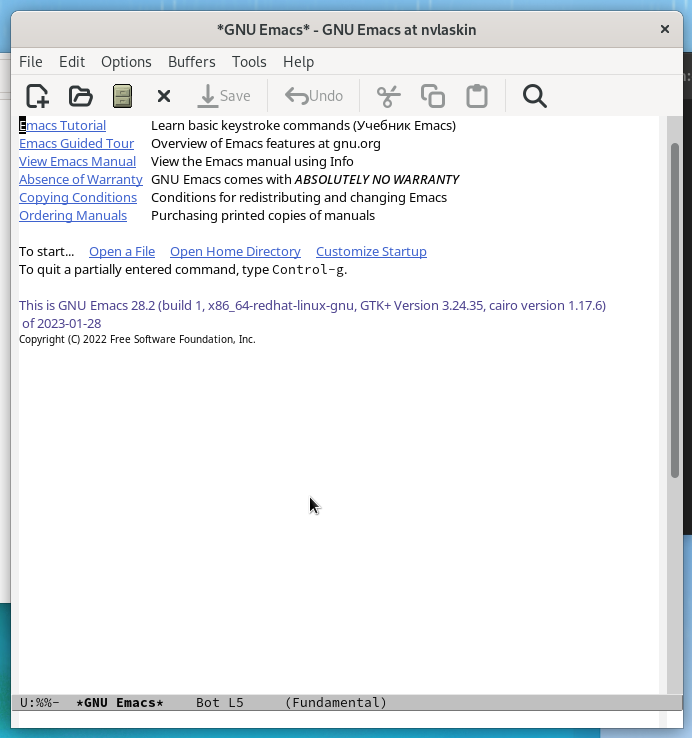 *GNU Emacs* - GNU Emacs at nvlaskin ×
File Edit Options Buffers Tools Help
Save Undo
Emacs Tutorial Learn basic keystroke commands (Учебник Emacs)
Emacs Guided Tour Overview of Emacs features at gnu.org
View Emacs Manual View the Emacs manual using Info
Absence of Warranty GNU Emacs comes with ABSOLUTELY NO WARRANTY
Copying Conditions Conditions for redistributing and changing Emacs
Ordering Manuals Purchasing printed copies of manuals
To start... Open a File Open Home Directory Customize Startup
To quit a partially entered command, type Control-g.
This is GNU Emacs 28.2 (build 1, x86_64-redhat-linux-gnu, GTK+ Version 3.24.35, cairo version 1.17.6)
of 2023-01-28
Copyright (C) 2022 Free Software Foundation, Inc.
U:%%- *GNU Emacs* Bot L5 (Fundamental)